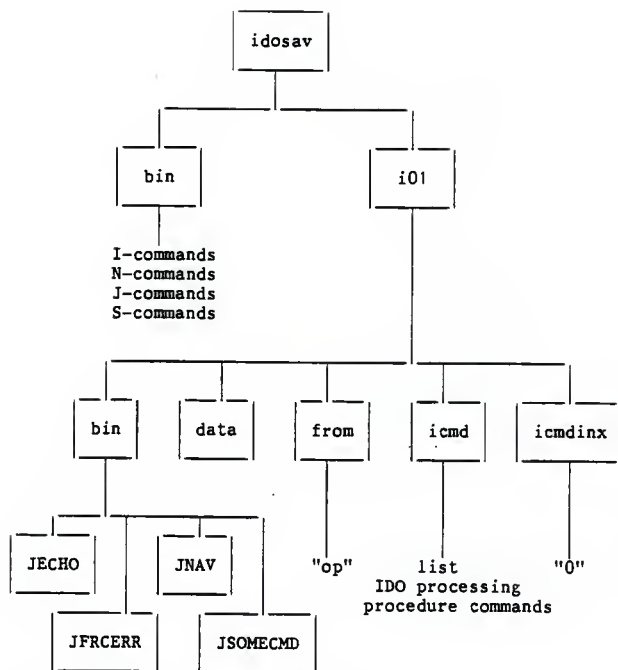 idosav
bin
i01
I-commands
N-commands
J-commands
S-commands
bin
data
from
icmd
icmdinx
JECHO
JNAV
"op"
list
"0"
IDO processing
procedure commands
JFRCERR
JSOMECMD